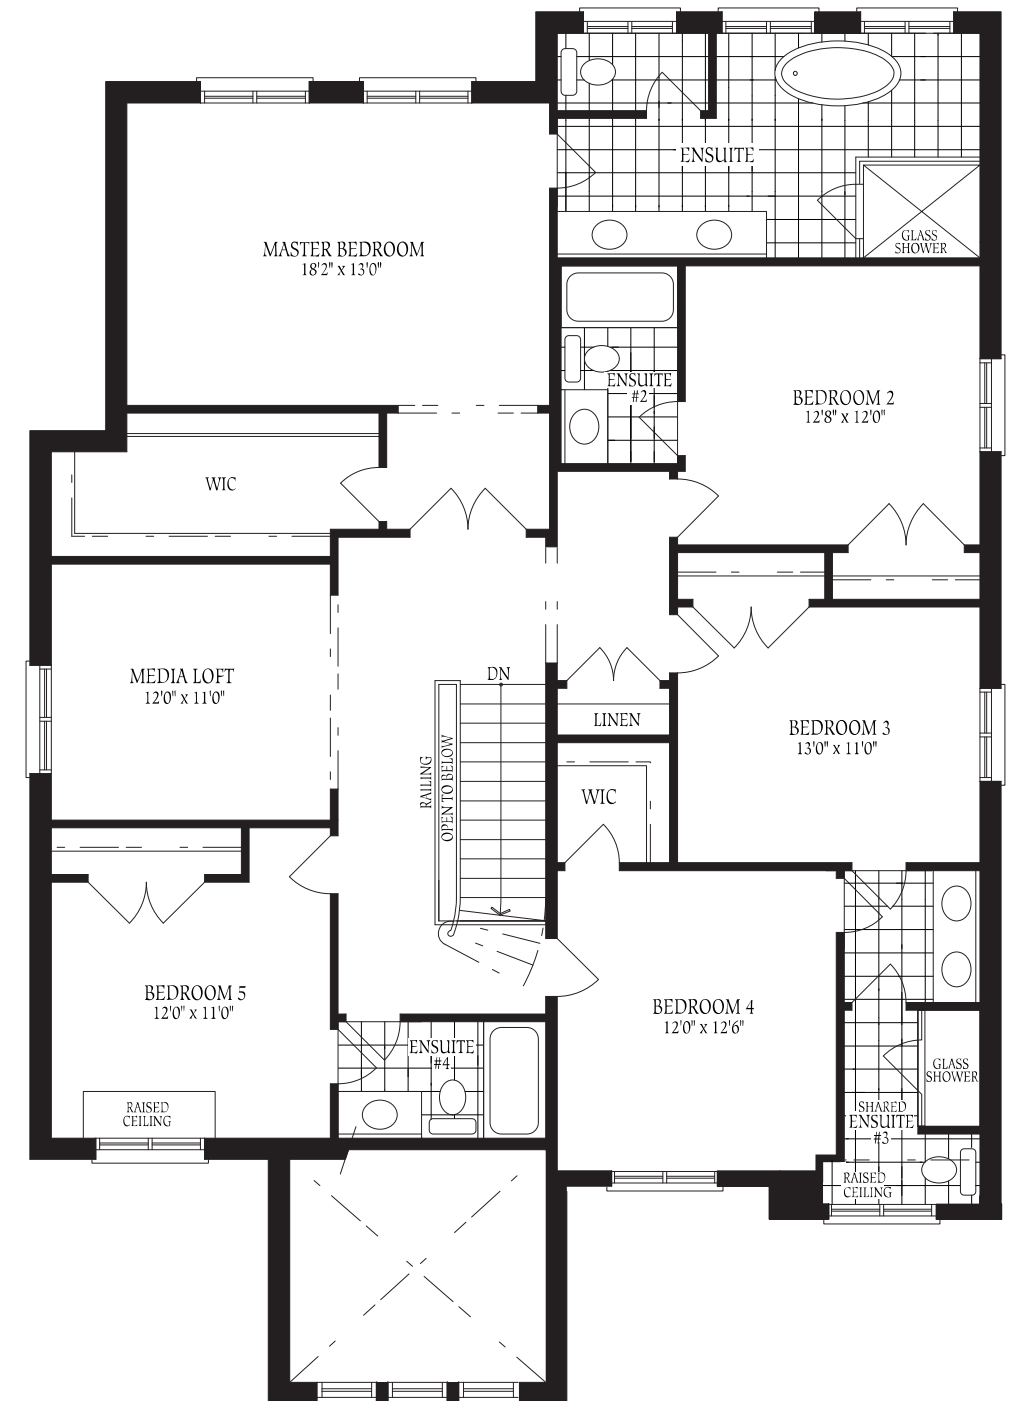 ENSUITE
GLASS
SHOWER
MASTER BEDROOM
18'2" x 13'0"
ENSUITE
#2
BEDROOM 2
12'8" x 12'0"
WIC
MEDIA LOFT
12'0" x 11'0"
DN
LINEN
BEDROOM 3
13'0" x 11'0"
RAILING
OPEN TO BELOW
WIC
BEDROOM 5
12'0" x 11'0"
BEDROOM 4
12'0" x 12'6"
ENSUITE
#4
GLASS
SHOWER
RAISED
CEILING
SHARED
ENSUITE
#3
RAISED
CEILING